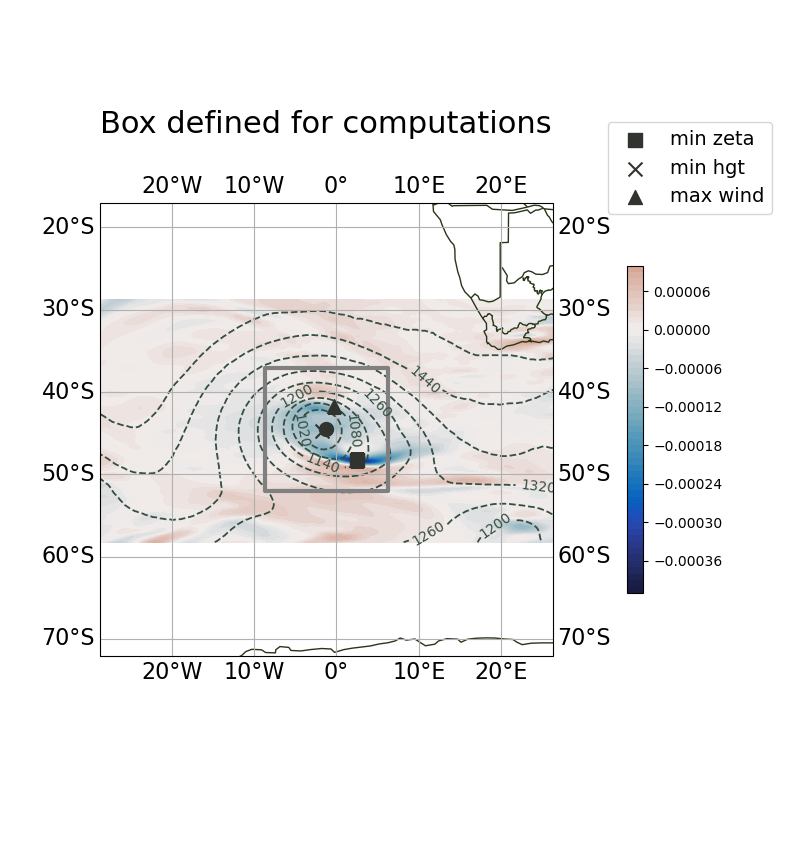 Box defined for computations
min zeta
min hgt
max wind
20°W 10°W 0° 10°E 20°E
20°S 20°S
30°S 30°S
40°S 40°S
50°S 50°S
60°S 60°S
70°S 70°S
20°W 10°W 0° 10°E 20°E
1440
1200
1260
1020
1080
1140
1320
1260
1200
0.00006
0.00000
−0.00006
−0.00012
−0.00018
−0.00024
−0.00030
−0.00036